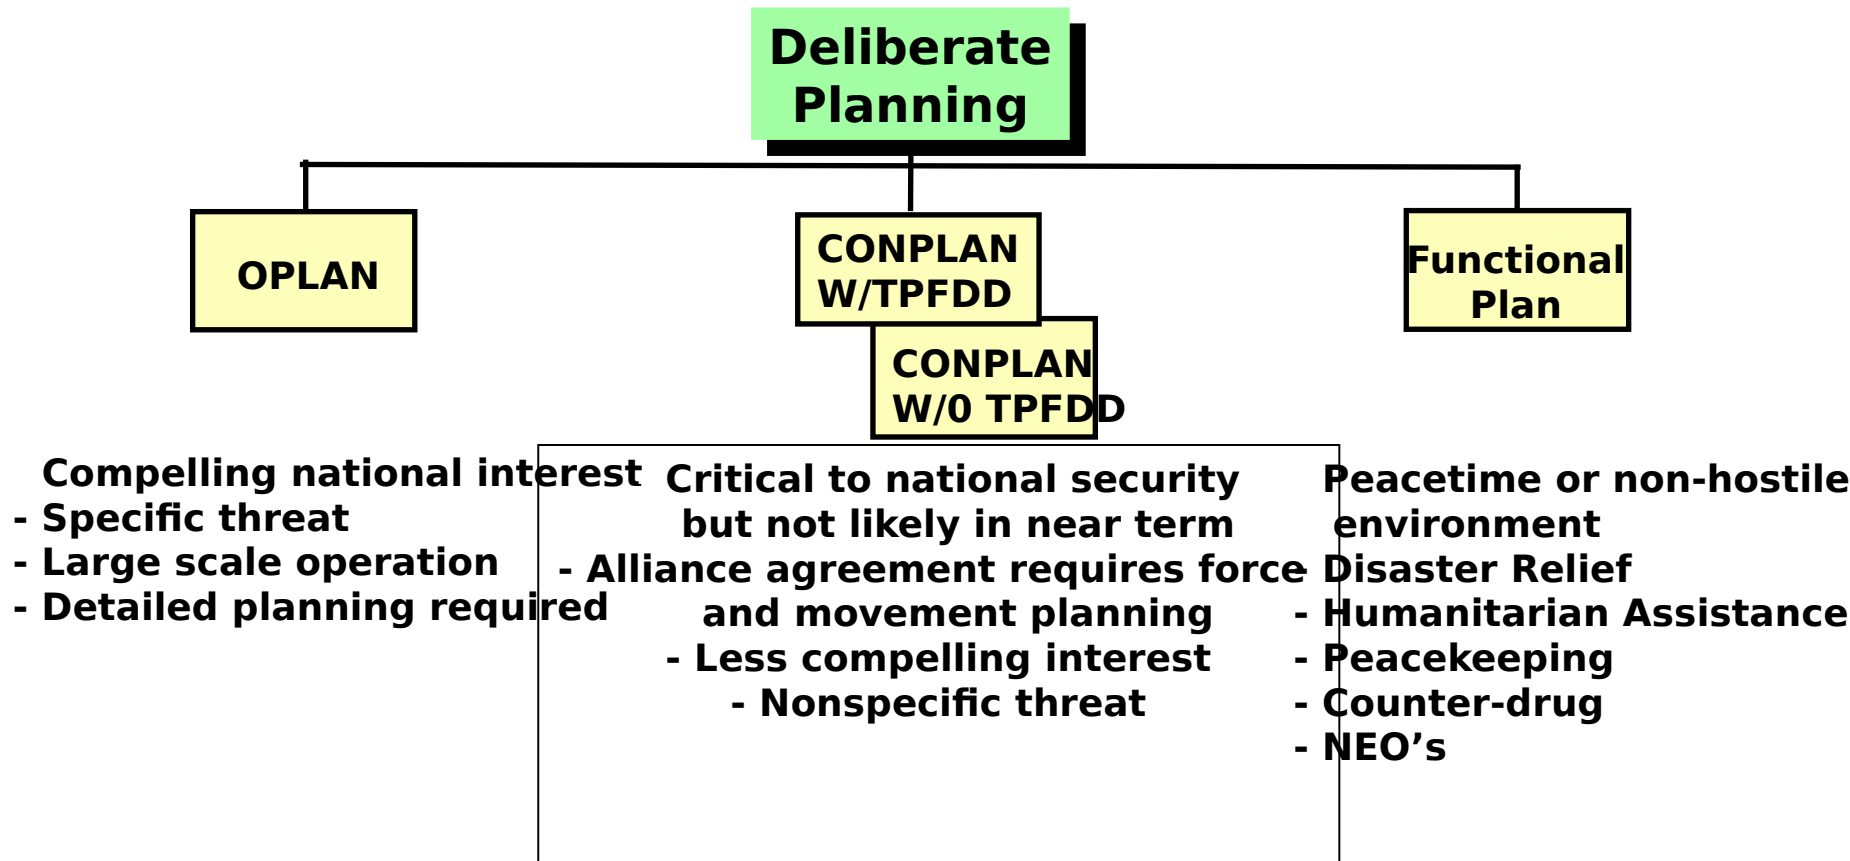 Deliberate
Planning
OPLAN
CONPLAN
W/TPFDD
CONPLAN
W/0 TPFDD
Functional
Plan
Compelling national interest
- Specific threat
- Large scale operation
- Detailed planning required
Critical to national security
but not likely in near term
- Alliance agreement requires force
and movement planning
- Less compelling interest
- Nonspecific threat
Peacetime or non-hostile
environment
- Disaster Relief
- Humanitarian Assistance
- Peacekeeping
- Counter-drug
- NEO’s